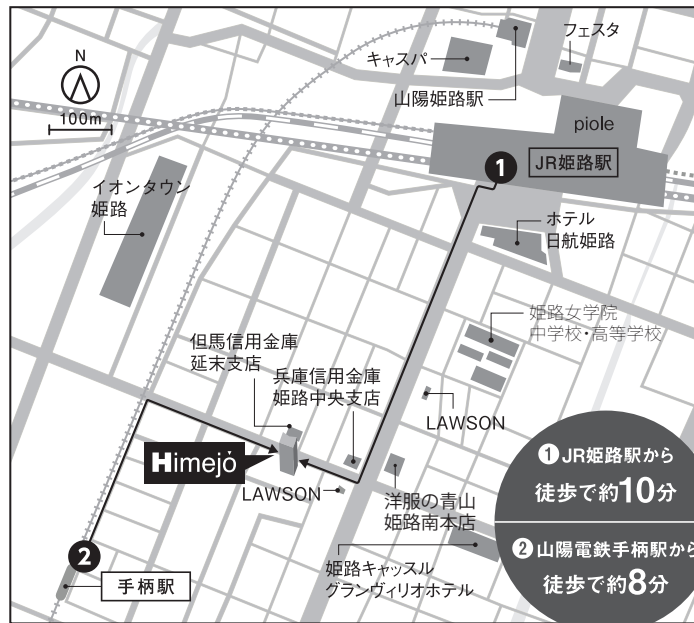 N
100m
キャスパ
フェスタ
山陽姫路駅
piole
1
JR姫路駅
イオンタウン
姫路
ホテル
日航姫路
姫路女学院
中学校・高等学校
但馬信用金庫
延末支店
兵庫信用金庫
姫路中央支店
LAWSON
Himejo
LAWSON
洋服の青山
姫路南本店
姫路キャッスル
グランヴィリオホテル
2
手柄駅
1 JR姫路駅から
徒歩で約10分
2 山陽電鉄手柄駅から
徒歩で約8分